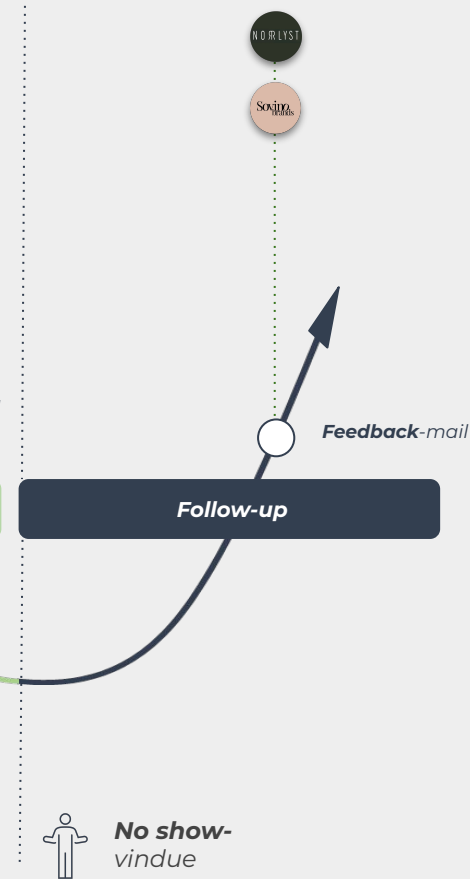 NORLYST
Sovino
brands
Feedback-mail
Follow-up
No show-
vindue